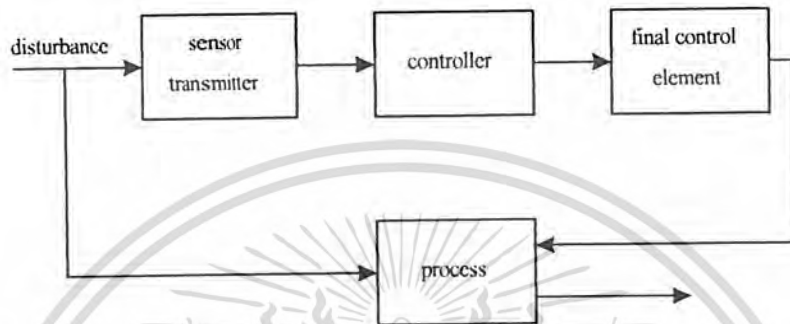 disturbance
sensor
transmitter
controller
final control
element
process